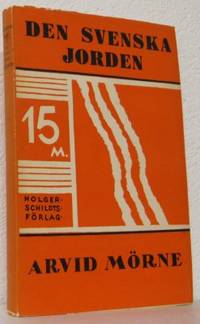 DEN SVENSKA
JORDEN
15
M.
HOLGER-
SCHILDTS-
FÖRLAG·
ARVID MÖRNE